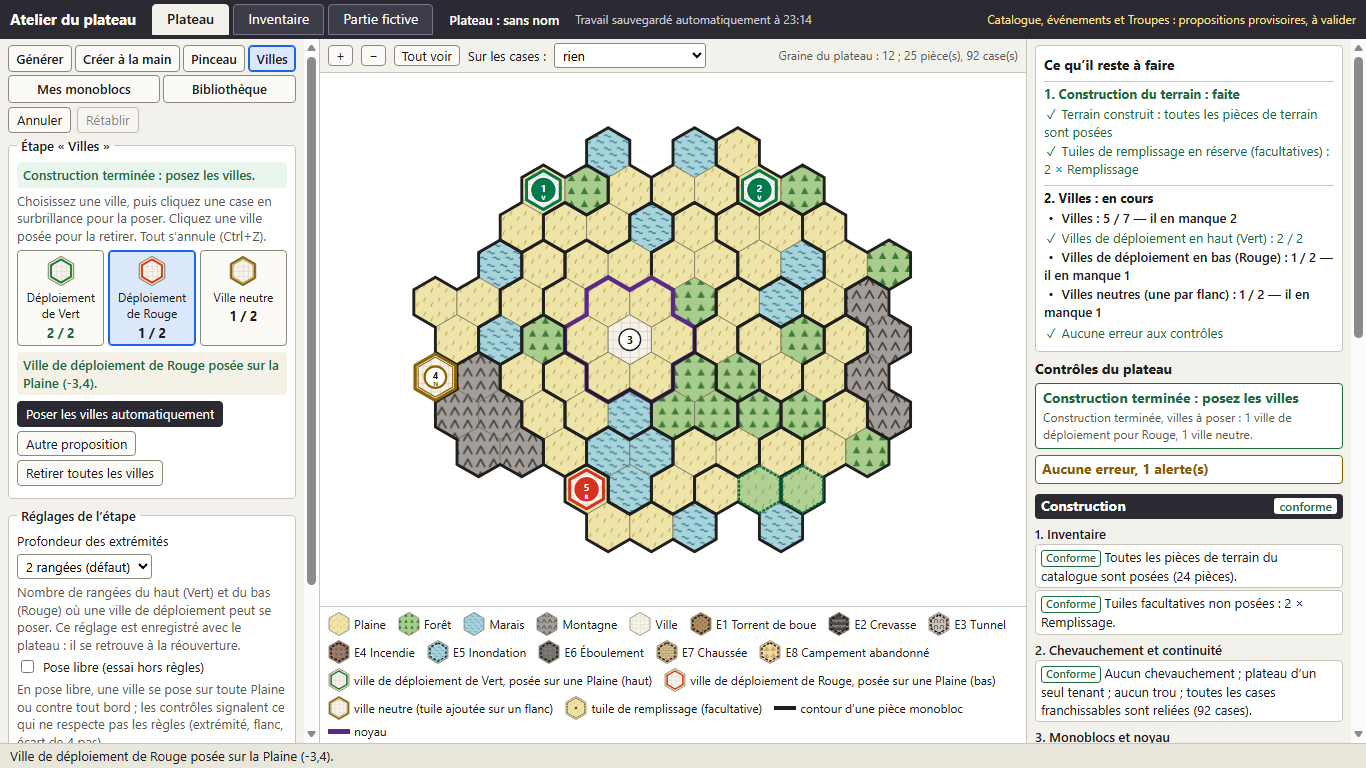 Atelier du plateau
Plateau
Inventaire
Partie fictive
Plateau : sans nom
Travail sauvegardé automatiquement à 23:14
Catalogue, événements et Troupes : propositions provisoires, à valider
Générer
Créer à la main
Pinceau
Villes
Mes monoblocs
Bibliothèque
Annuler
Rétablir
Étape « Villes »
Construction terminée : posez les villes.
Choisissez une ville, puis cliquez une case en
surbrillance pour la poser. Cliquez une ville
posée pour la retirer. Tout s’annule (Ctrl+Z).
Déploiement
de Vert
2 / 2
Déploiement
de Rouge
1 / 2
Ville neutre
1 / 2
Ville de déploiement de Rouge posée sur la
Plaine (-3,4).
Poser les villes automatiquement
Autre proposition
Retirer toutes les villes
Réglages de l’étape
Profondeur des extrémités
2 rangées (défaut)
Nombre de rangées du haut (Vert) et du bas
(Rouge) où une ville de déploiement peut se
poser. Ce réglage est enregistré avec le
plateau : il se retrouve à la réouverture.
Pose libre (essai hors règles)
En pose libre, une ville se pose sur toute Plaine
ou contre tout bord ; les contrôles signalent ce
qui ne respecte pas les règles (extrémité, flanc,
écart de 4 pas).
+
−
Tout voir
Sur les cases :
rien
Graine du plateau : 12 ; 25 pièce(s), 92 case(s)
1
V
2
V
3
4
N
5
R
Plaine
Forêt
Marais
Montagne
Ville
E1 Torrent de boue
E2 Crevasse
E3 Tunnel
E4 Incendie
E5 Inondation
E6 Éboulement
E7 Chaussée
E8 Campement abandonné
ville de déploiement de Vert, posée sur une Plaine (haut)
ville de déploiement de Rouge, posée sur une Plaine (bas)
ville neutre (tuile ajoutée sur un flanc)
tuile de remplissage (facultative)
contour d’une pièce monobloc
noyau
Ce qu’il reste à faire
1. Construction du terrain : faite
✓ Terrain construit : toutes les pièces de terrain
sont posées
✓ Tuiles de remplissage en réserve (facultatives) :
2 × Remplissage
2. Villes : en cours
• Villes : 5 / 7 — il en manque 2
✓ Villes de déploiement en haut (Vert) : 2 / 2
• Villes de déploiement en bas (Rouge) : 1 / 2 —
il en manque 1
• Villes neutres (une par flanc) : 1 / 2 — il en
manque 1
✓ Aucune erreur aux contrôles
Contrôles du plateau
Construction terminée : posez les villes
Construction terminée, villes à poser : 1 ville de
déploiement pour Rouge, 1 ville neutre.
Aucune erreur, 1 alerte(s)
Construction
conforme
1. Inventaire
Conforme Toutes les pièces de terrain du
catalogue sont posées (24 pièces).
Conforme Tuiles facultatives non posées : 2 ×
Remplissage.
2. Chevauchement et continuité
Conforme Aucun chevauchement ; plateau d’un
seul tenant ; aucun trou ; toutes les cases
franchissables sont reliées (92 cases).
3. Monoblocs et noyau
Ville de déploiement de Rouge posée sur la Plaine (-3,4).